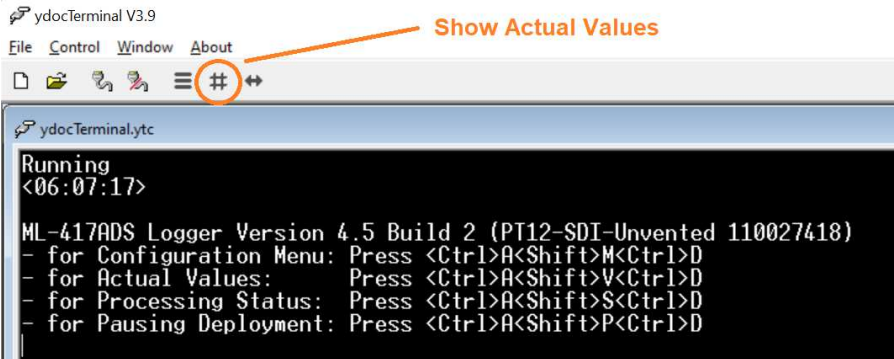 ydocTerminal V3.9
Show Actual Values
File Control Window About
ydocTerminal.ytc
Running
<06:07:17>
ML-417ADS Logger Version 4.5 Build 2 (PT12-SDI-Unvented 110027418)
- for Configuration Menu: Press <Ctrl>A<Shift>M<Ctrl>D
- for Actual Values:      Press <Ctrl>A<Shift>V<Ctrl>D
- for Processing Status:  Press <Ctrl>A<Shift>S<Ctrl>D
- for Pausing Deployment: Press <Ctrl>A<Shift>P<Ctrl>D